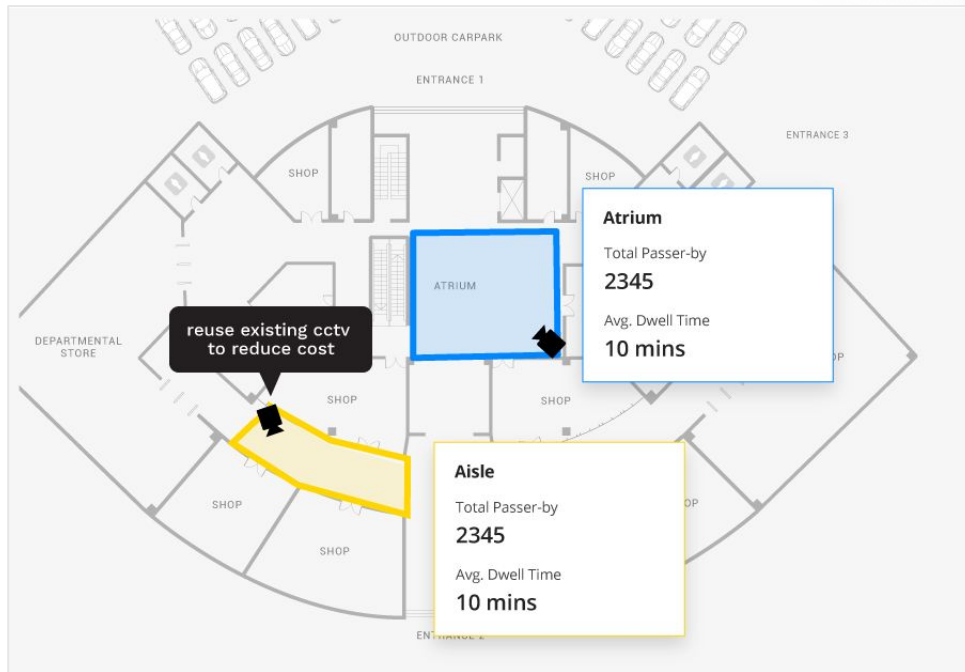 OUTDOOR CARPARK
ENTRANCE 1
ENTRANCE 3
SHOP
SHOP
Atrium
Total Passer-by
2345
Avg. Dwell Time
10 mins
ATRIUM
reuse existing cctv
to reduce cost
DEPARTMENTAL
STORE
SHOP
SHOP
Aisle
Total Passer-by
2345
Avg. Dwell Time
10 mins
SHOP
SHOP
ENTRANCE 2